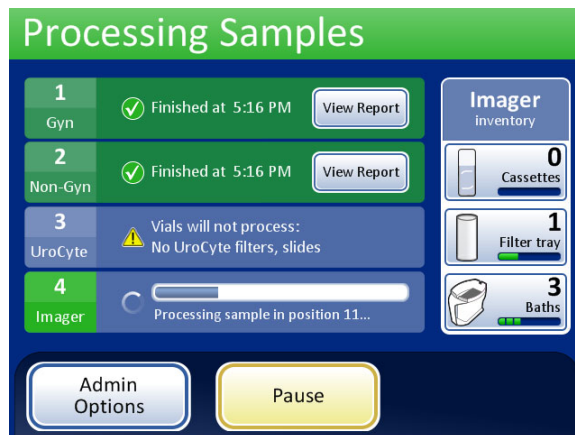 Processing Samples
1
Gyn
Finished at 5:16 PM
View Report
2
Non-Gyn
Finished at 5:16 PM
View Report
3
UroCyte
Vials will not process:
No UroCyte filters, slides
4
Imager
Processing sample in position 11...
Imager
inventory
0
Cassettes
1
Filter tray
3
Baths
Admin
Options
Pause